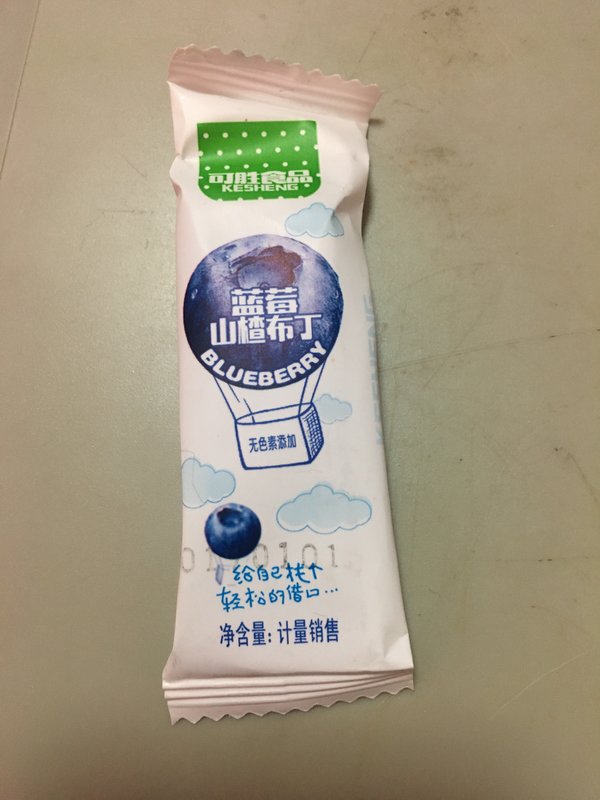 可胜食品
KESHENG
蓝莓
山楂布丁
BLUEBERRY
无色素添加
给自己找个
轻松的借口…
净含量：计量销售